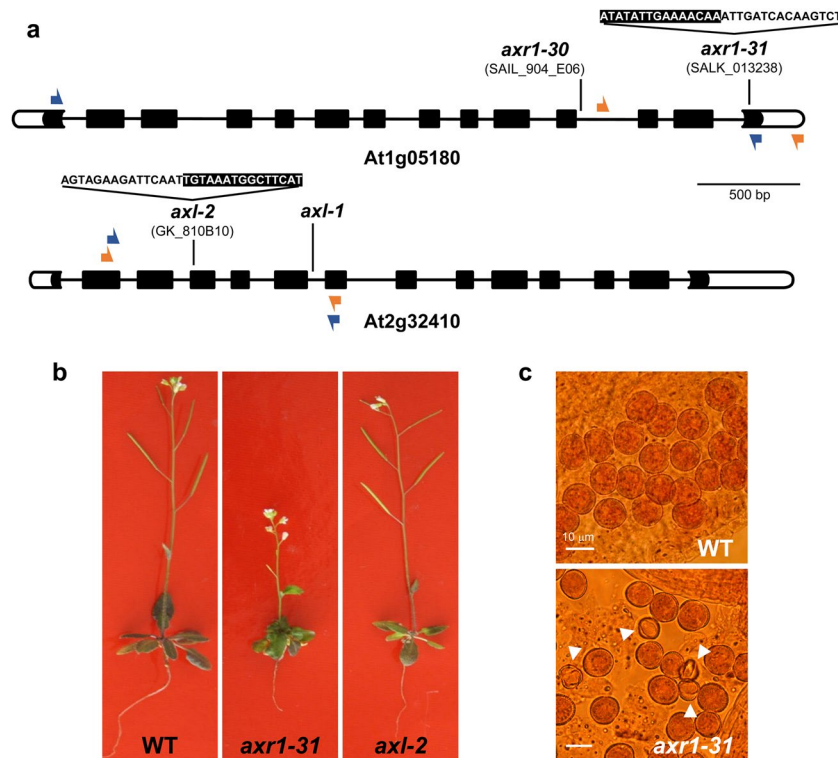 a
ATATATTGAAAACAAATTGATCACAAGTCT
axr1-30
(SAIL_904_E06)
axr1-31
(SALK_013238)
At1g05180
500 bp
AGTAGAAGATTCAATTGTAAATGGCTTCAT
axl-2
(GK_810B10)
axl-1
At2g32410
b
WT
axr1-31
axl-2
c
10 μm
WT
axr1-31